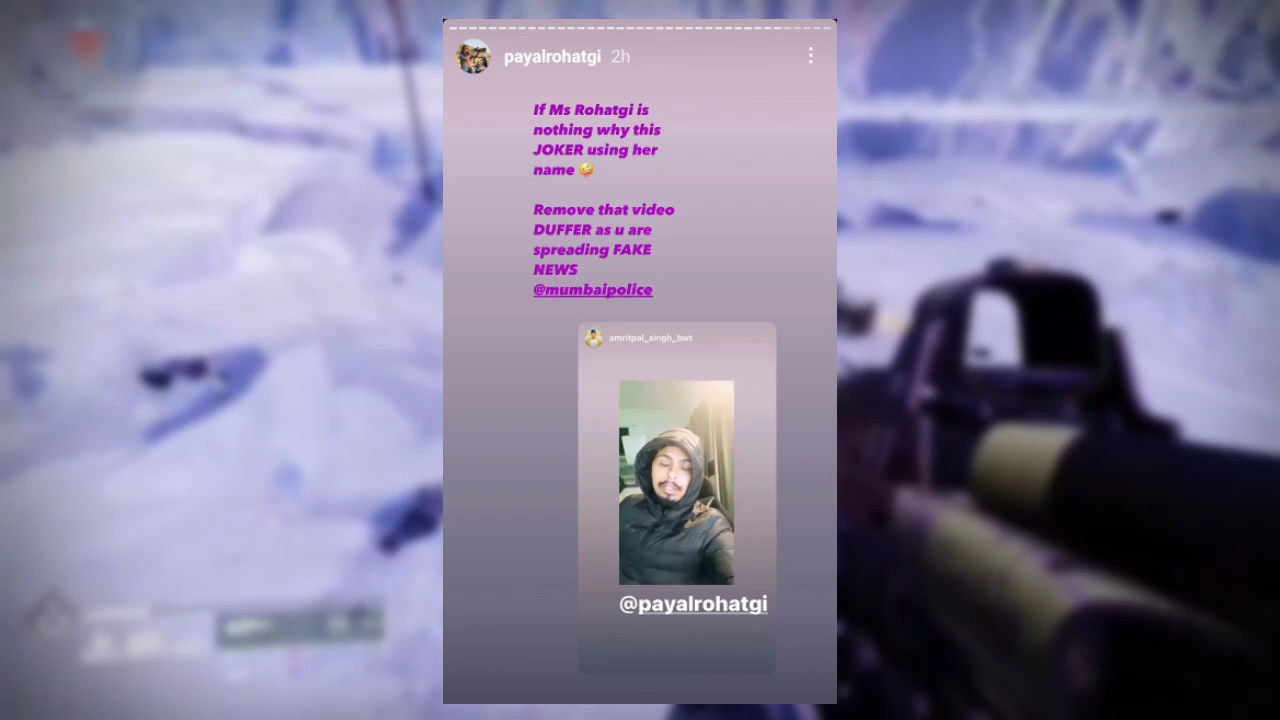 payalrohatgi 2h
If Ms Rohatgi is
nothing why this
JOKER using her
name 🤪
Remove that video
DUFFER as u are
spreading FAKE
NEWS
@mumbaipolice
amritpal_singh_bwt
@payalrohatgi